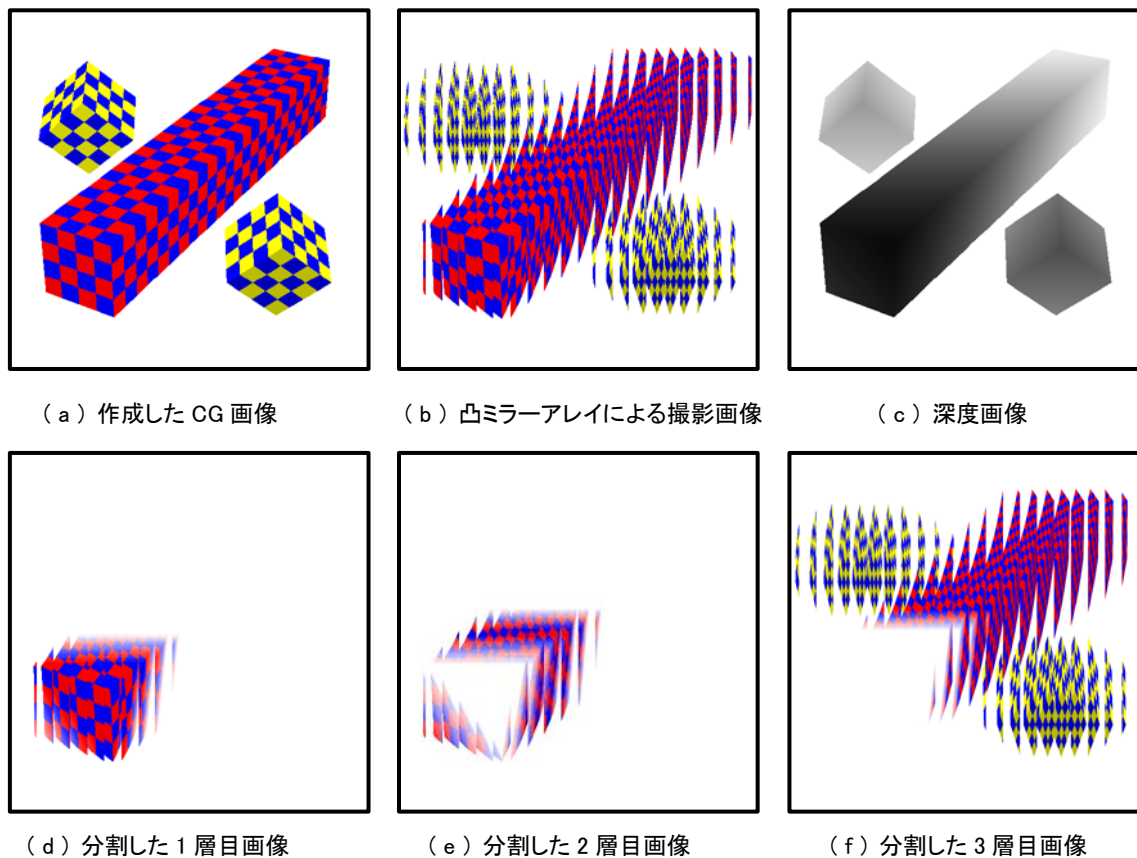 ( a ) 作成した CG 画像
( b ) 凸ミラーアレイによる撮影画像
( c ) 深度画像
( d ) 分割した 1 層目画像
( e ) 分割した 2 層目画像
( f ) 分割した 3 層目画像